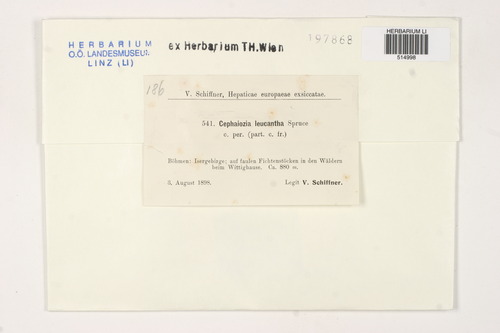 HERBARIUM
O.Ö. LANDESMUSEUM
LINZ (LI)
ex Herbarium TH.Wien
197868
HERBARIUM LI
514998
186
V. Schiffner, Hepaticae europaeae exsiccatae.
541. Cephalozia leucantha Spruce
c. per. (part. c. fr.)
Böhmen: Isergebirge; auf faulen Fichtenstöcken in den Wäldern
beim Wittighause. Ca. 880 m.
5. August 1898.
Legit V. Schiffner.